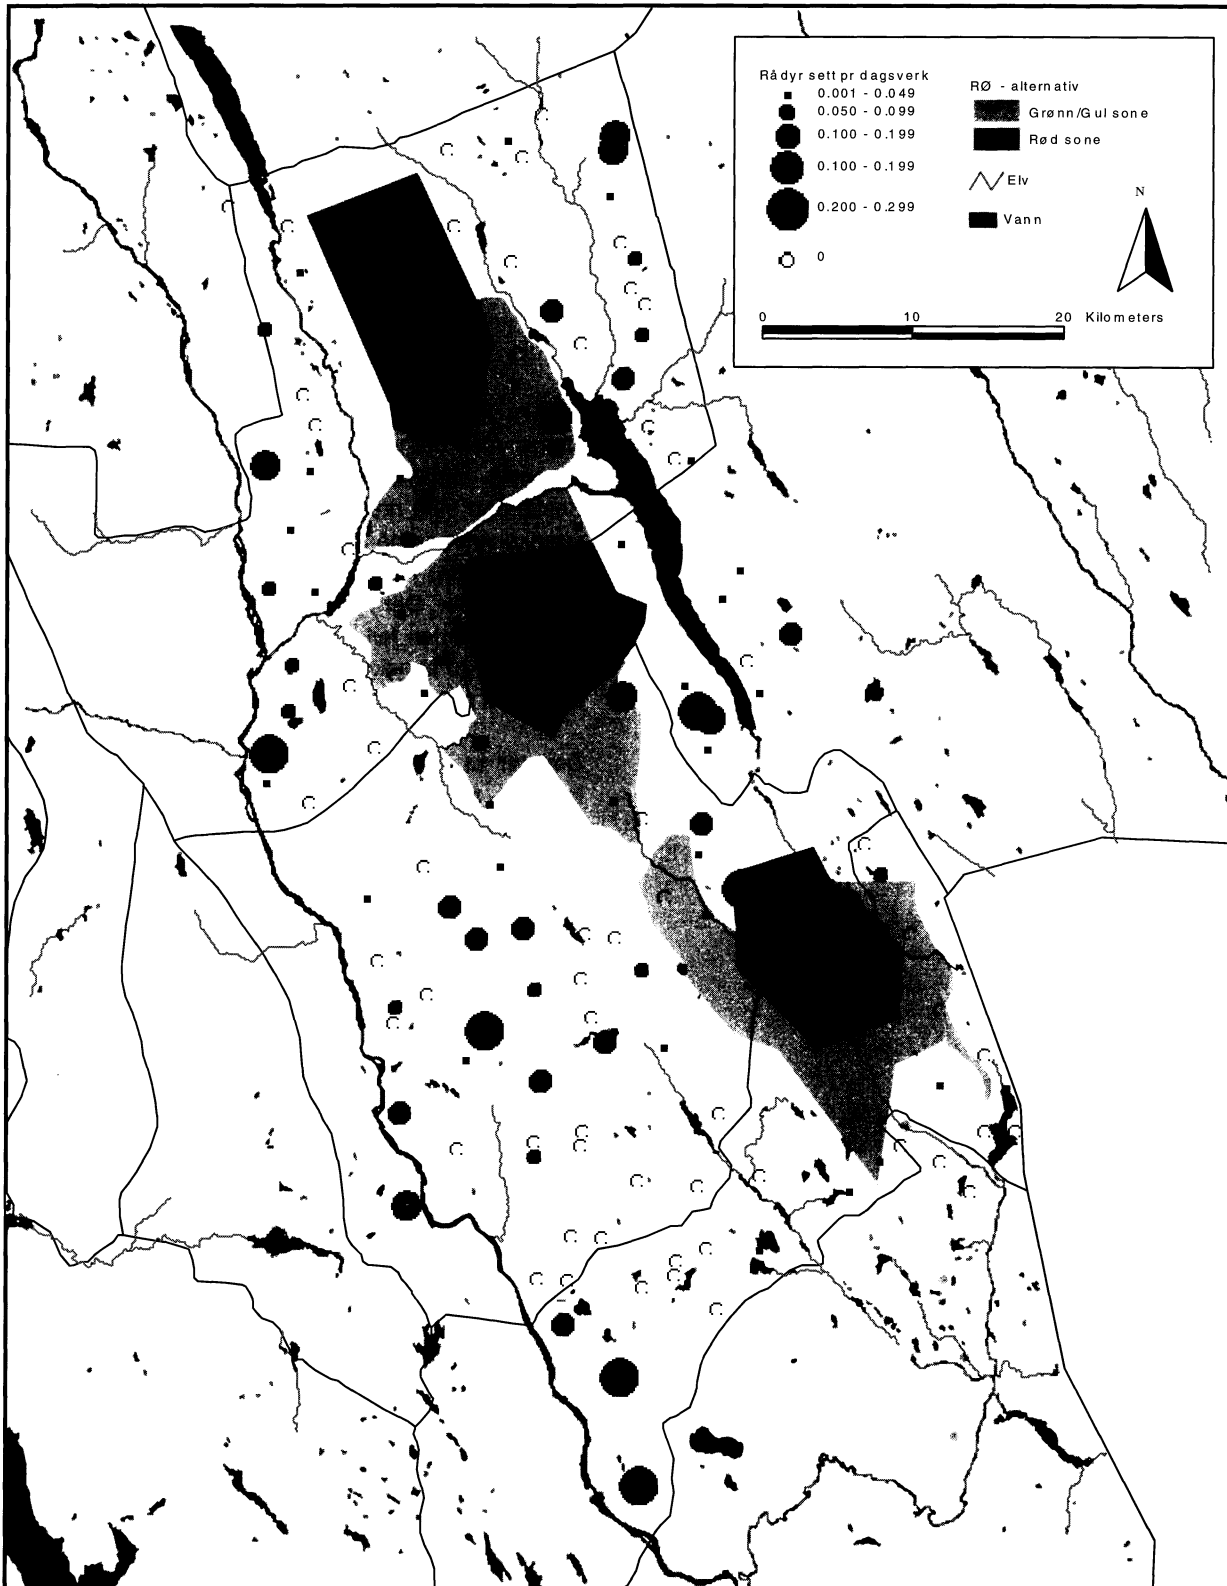 Rådyr sett pr dagsverk
0.001 - 0.049
0.050 - 0.099
0.100 - 0.199
0.100 - 0.199
0.200 - 0.299
0
RØ - alternativ
Grønn/Gul sone
Rød sone
Elv
Vann
N
0 10 20 Kilometers